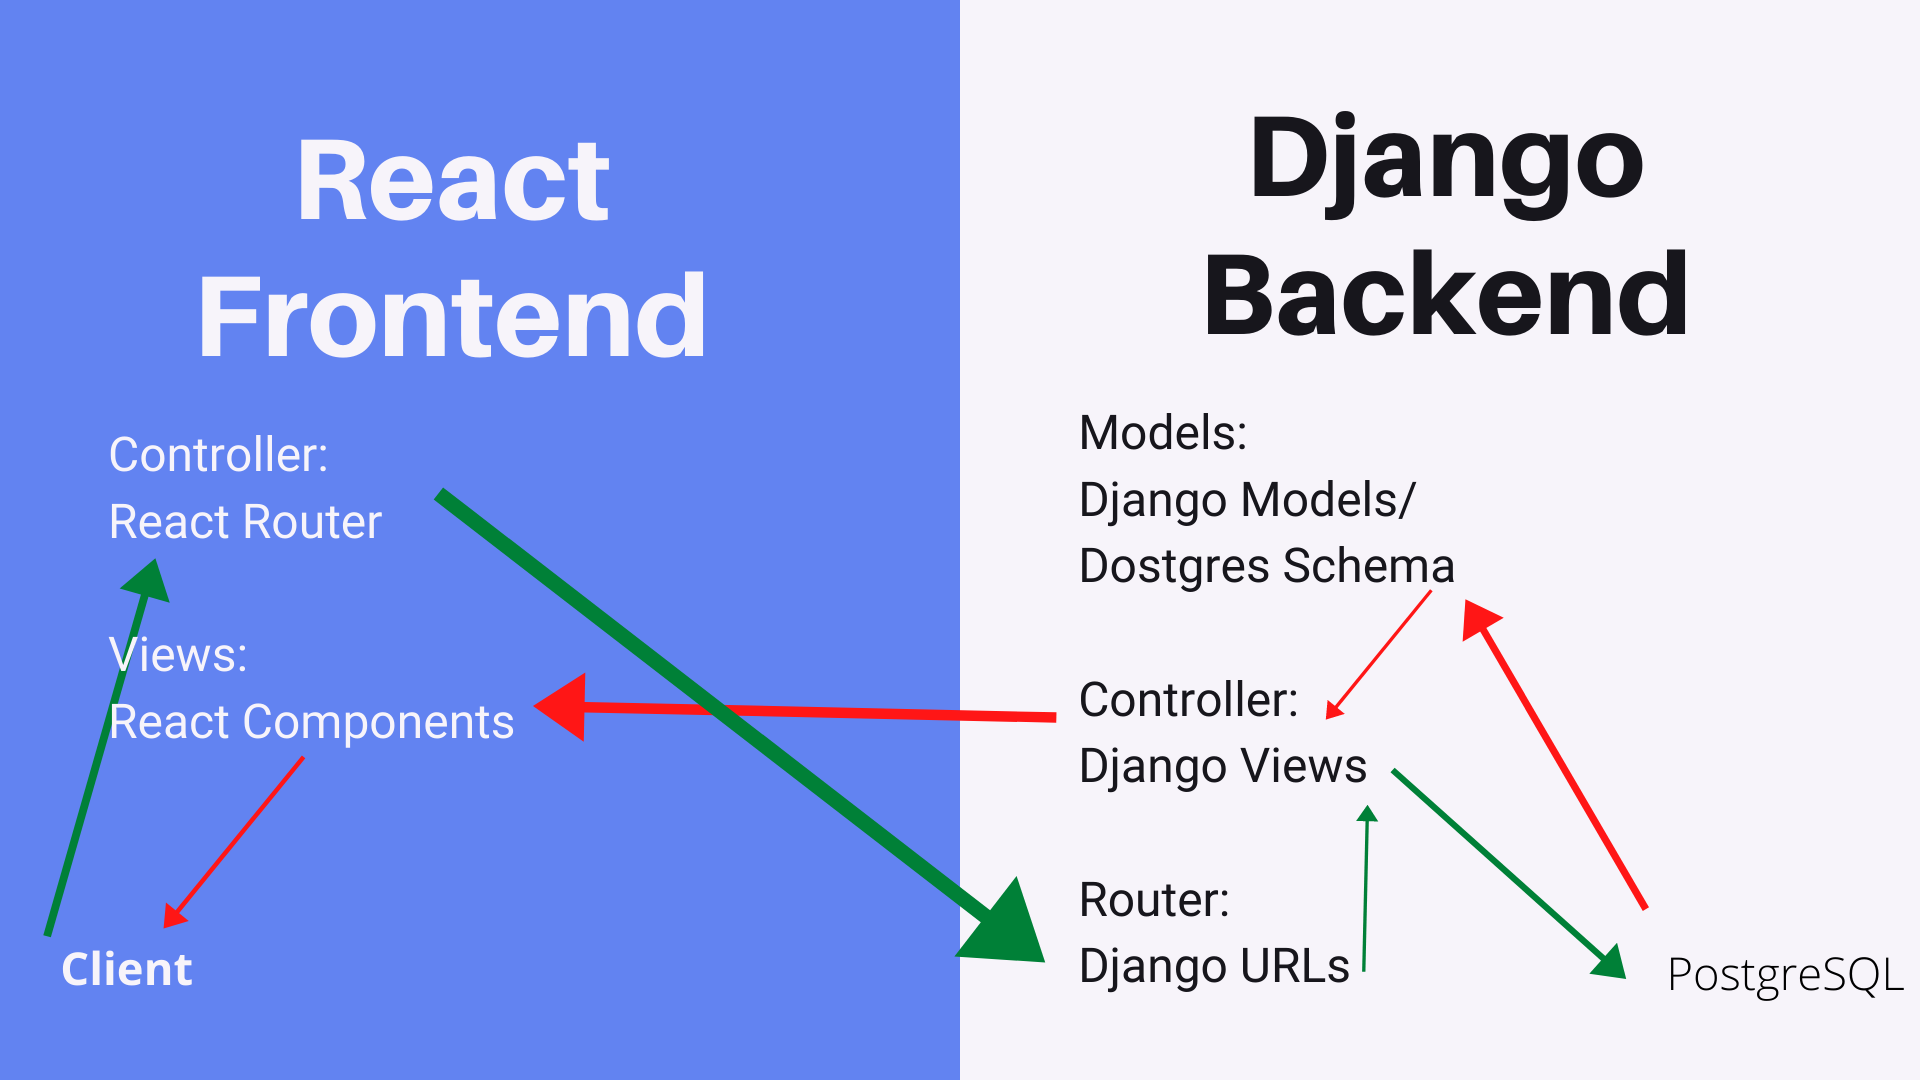 React
Frontend
Controller:
React Router
Views:
React Components
Client
Django
Backend
Models:
Django Models/
Dostgres Schema
Controller:
Django Views
Router:
Django URLs
PostgreSQL